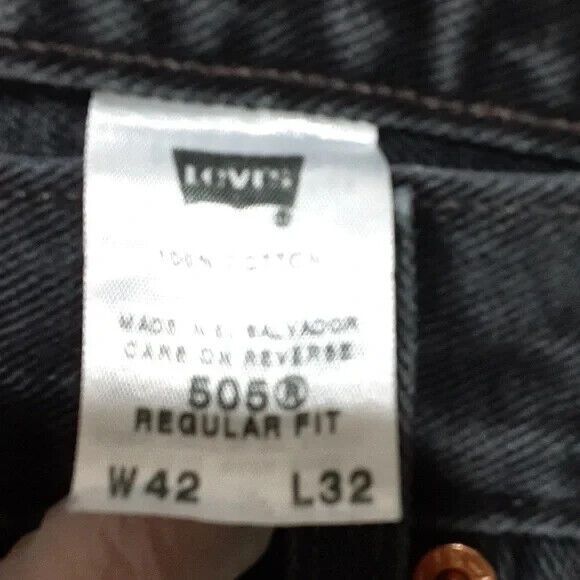 LEVI'S
®
100% COTTON
MADE IN EL SALVADOR
CARE ON REVERSE
505®
REGULAR FIT
W42 L32